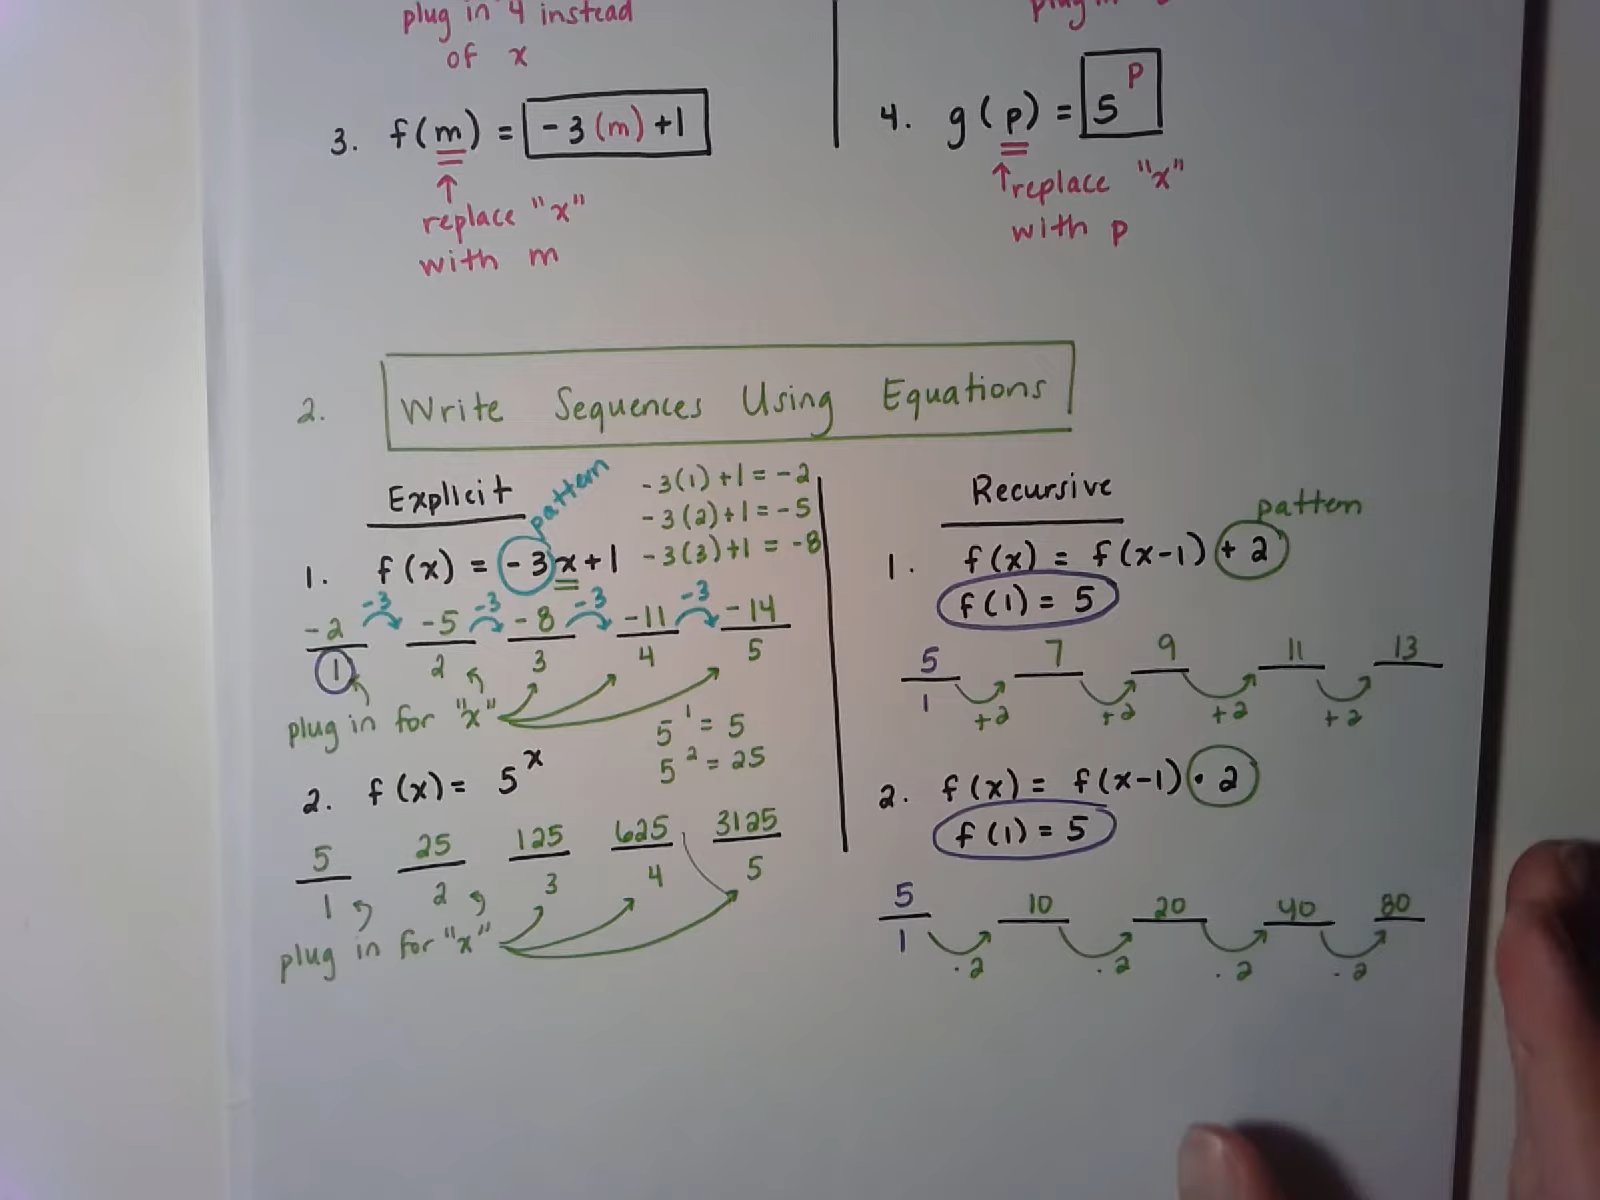 plug in 4 instead
of x
3. f(m) = -3(m)+1
replace "x"
with m
4. g(p) = 5^p
replace "x"
with p
2. Write Sequences Using Equations
Explicit
pattern
-3(1)+1=-2
-3(2)+1=-5
-3(3)+1=-8
1. f(x) = -3x+1
-3 -3 -3 -3
-2 -5 -8 -11 -14
1 2 3 4 5
plug in for "x"
5^1 = 5
5^2 = 25
2. f(x) = 5^x
5 25 125 625 3125
1 2 3 4 5
plug in for "x"
Recursive
pattern
1. f(x) = f(x-1) + 2
f(1) = 5
5 7 9 11 13
1
+2 +2 +2 +2
2. f(x) = f(x-1) · 2
f(1) = 5
5 10 20 40 80
1
·2 ·2 ·2 ·2